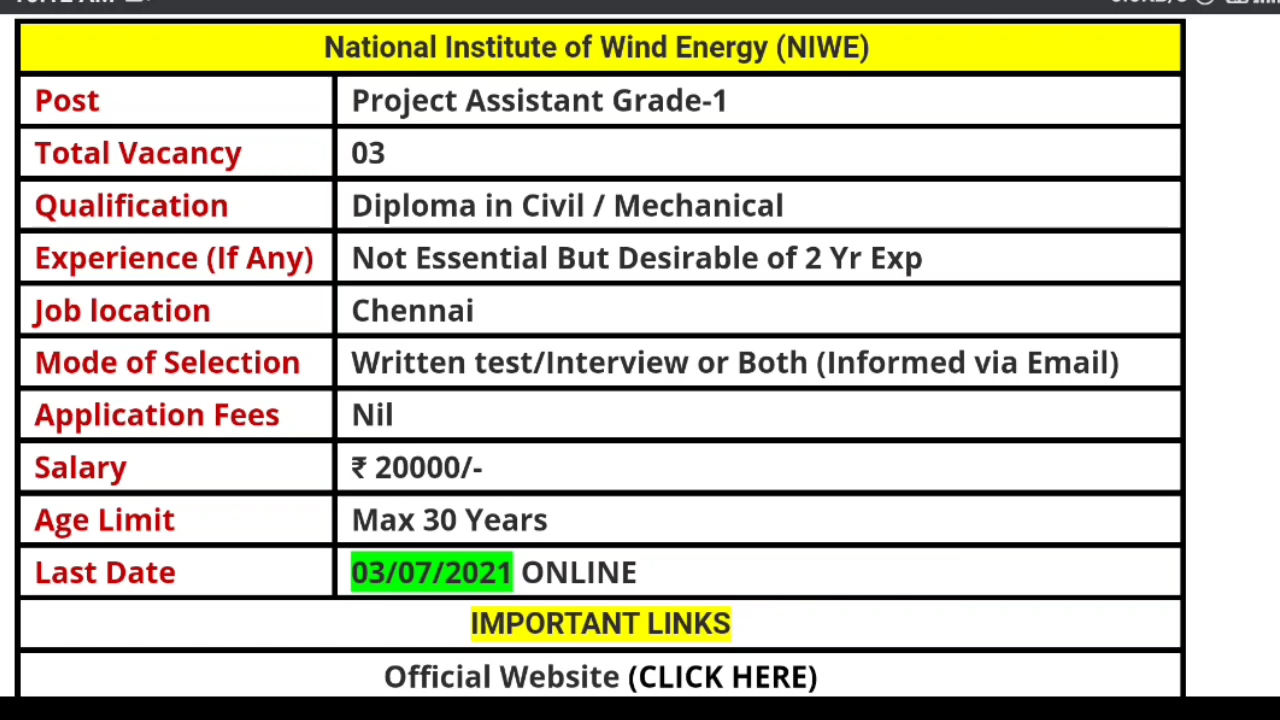 National Institute of Wind Energy (NIWE)
Post Project Assistant Grade-1
Total Vacancy 03
Qualification Diploma in Civil / Mechanical
Experience (If Any) Not Essential But Desirable of 2 Yr Exp
Job location Chennai
Mode of Selection Written test/Interview or Both (Informed via Email)
Application Fees Nil
Salary ₹ 20000/-
Age Limit Max 30 Years
Last Date 03/07/2021 ONLINE
IMPORTANT LINKS
Official Website (CLICK HERE)